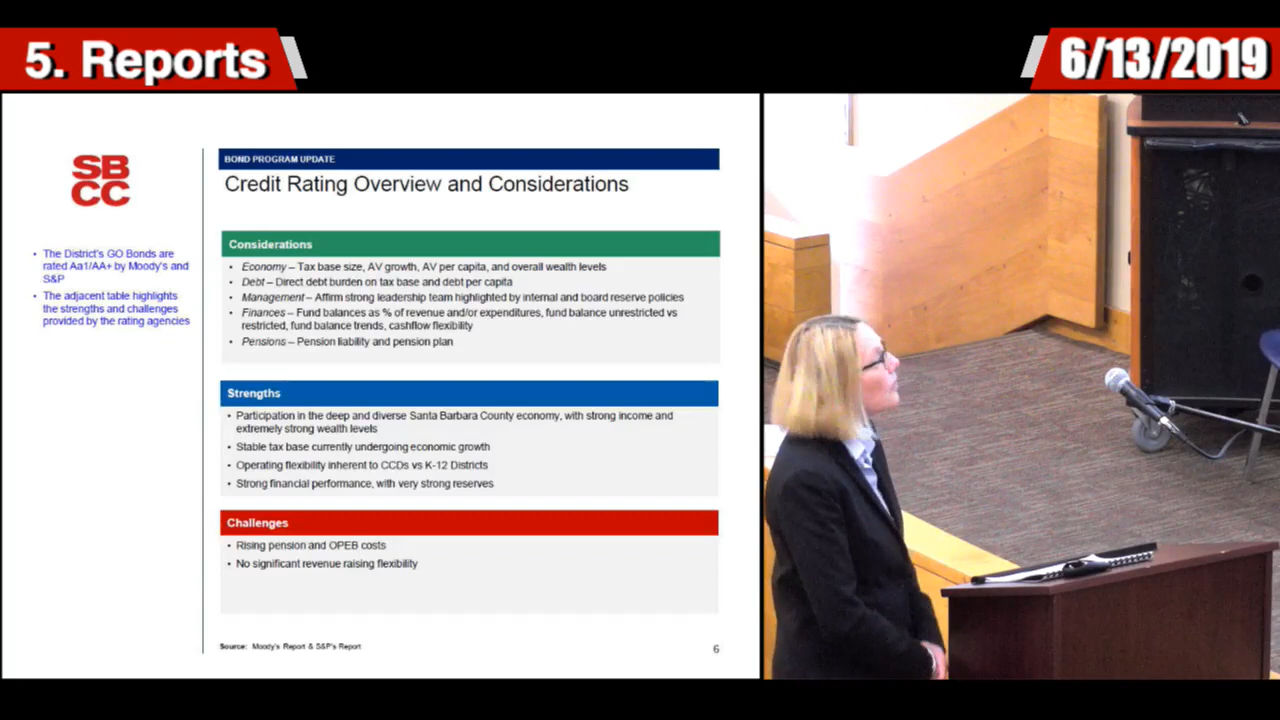 5. Reports
6/13/2019
SB
CC
• The District's GO Bonds are
rated Aa1/AA+ by Moody's and
S&P
• The adjacent table highlights
the strengths and challenges
provided by the rating agencies
BOND PROGRAM UPDATE
Credit Rating Overview and Considerations
Considerations
• Economy – Tax base size, AV growth, AV per capita, and overall wealth levels
• Debt – Direct debt burden on tax base and debt per capita
• Management – Affirm strong leadership team highlighted by internal and board reserve policies
• Finances – Fund balances as % of revenue and/or expenditures, fund balance unrestricted vs
restricted, fund balance trends, cashflow flexibility
• Pensions – Pension liability and pension plan
Strengths
• Participation in the deep and diverse Santa Barbara County economy, with strong income and
extremely strong wealth levels
• Stable tax base currently undergoing economic growth
• Operating flexibility inherent to CCDs vs K-12 Districts
• Strong financial performance, with very strong reserves
Challenges
• Rising pension and OPEB costs
• No significant revenue raising flexibility
Source: Moody's Report & S&P's Report
6